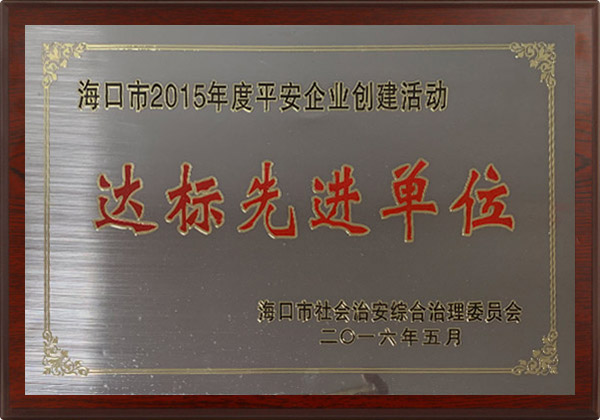 海口市2015年度平安企业创建活动
达标先进单位
海口市社会治安综合治理委员会
二〇一六年五月